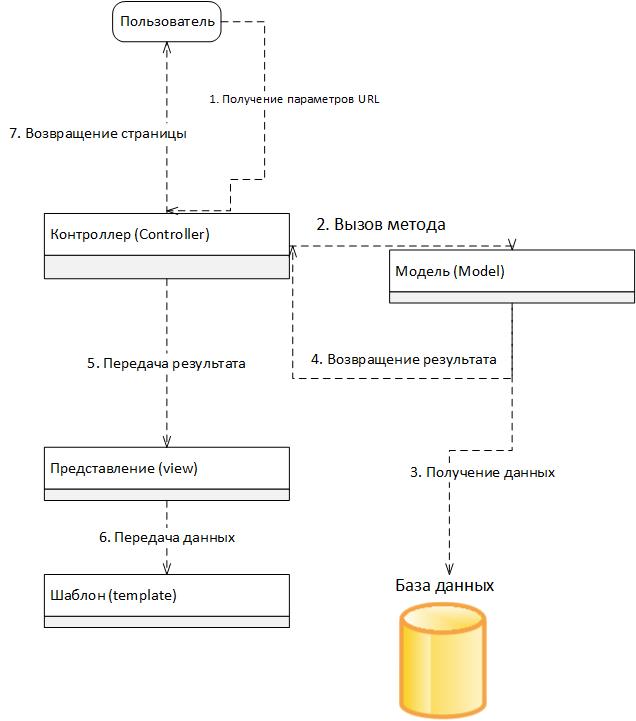 Пользователь
1. Получение параметров URL
7. Возвращение страницы
2. Вызов метода
Контроллер (Controller)
Модель (Model)
4. Возвращение результата
5. Передача результата
Представление (view)
3. Получение данных
6. Передача данных
База данных
Шаблон (template)